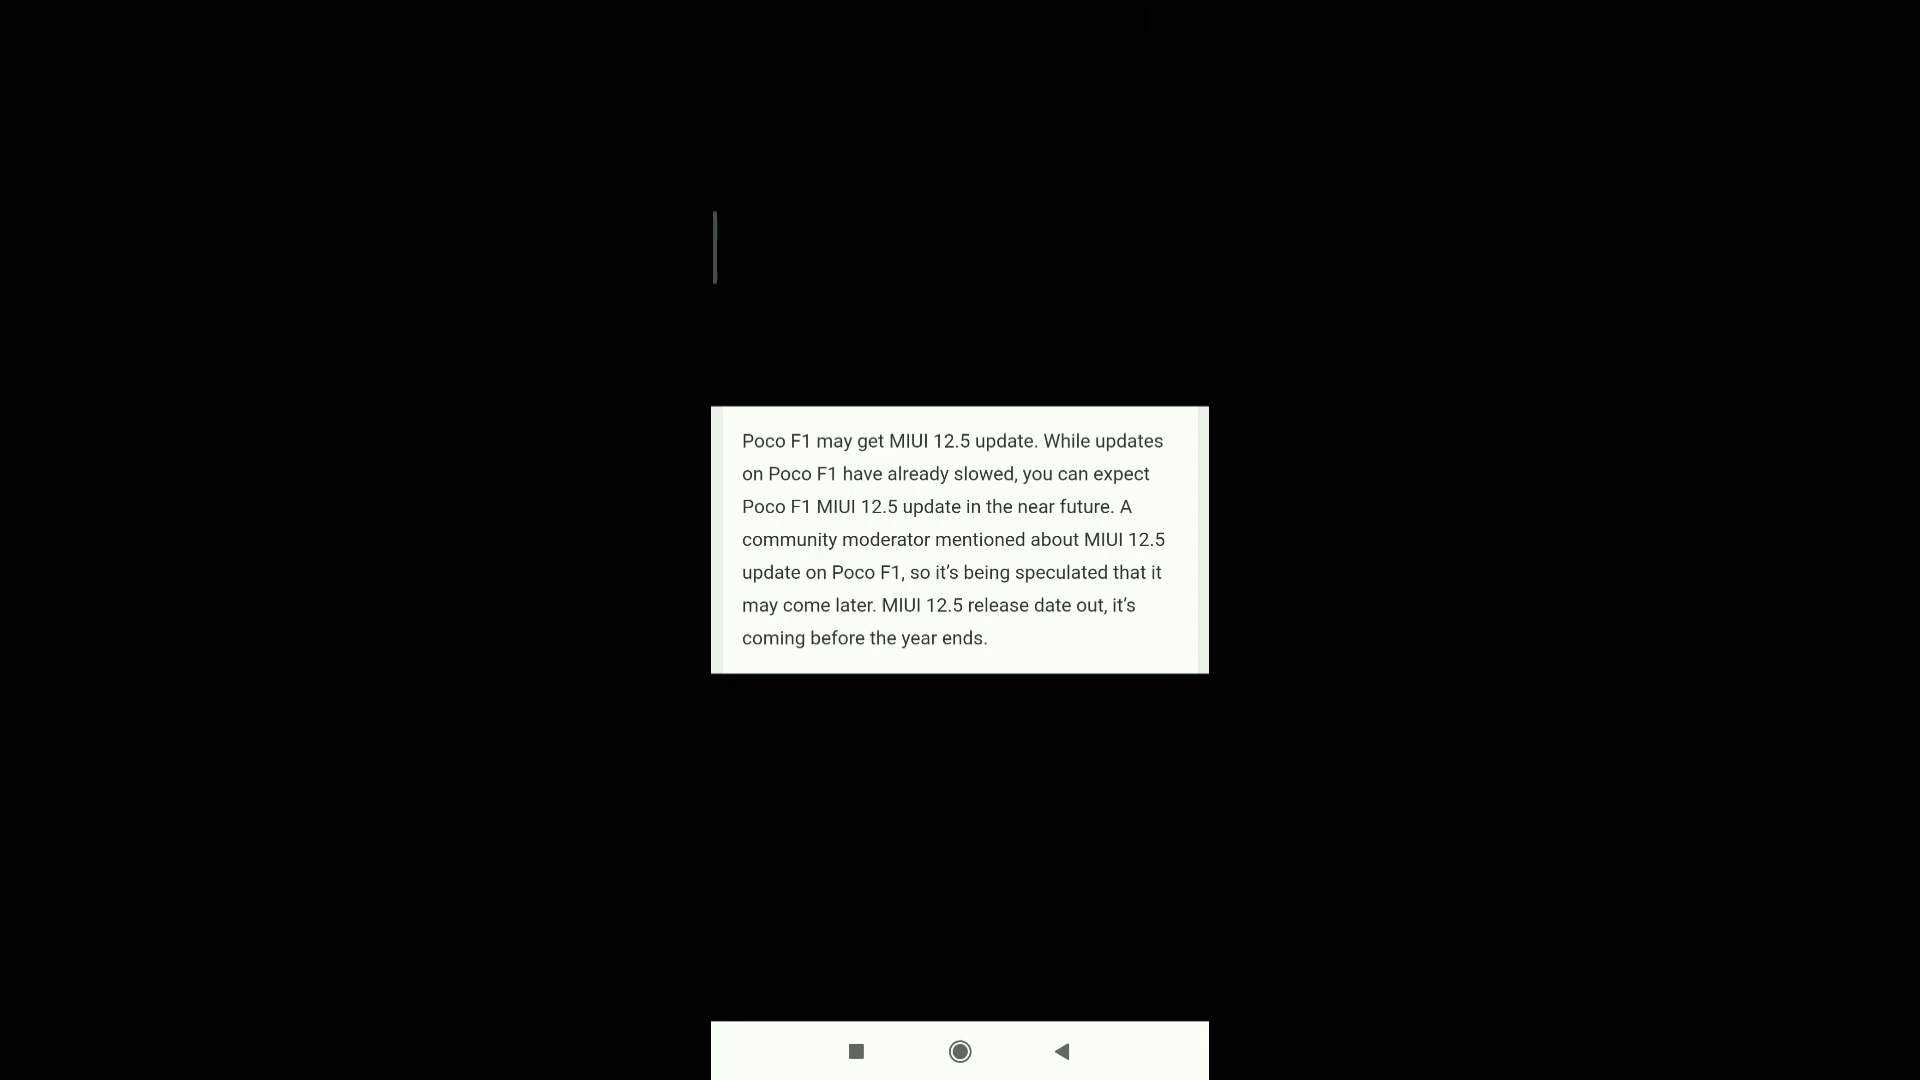 Poco F1 may get MIUI 12.5 update. While updates
on Poco F1 have already slowed, you can expect
Poco F1 MIUI 12.5 update in the near future. A
community moderator mentioned about MIUI 12.5
update on Poco F1, so it’s being speculated that it
may come later. MIUI 12.5 release date out, it’s
coming before the year ends.